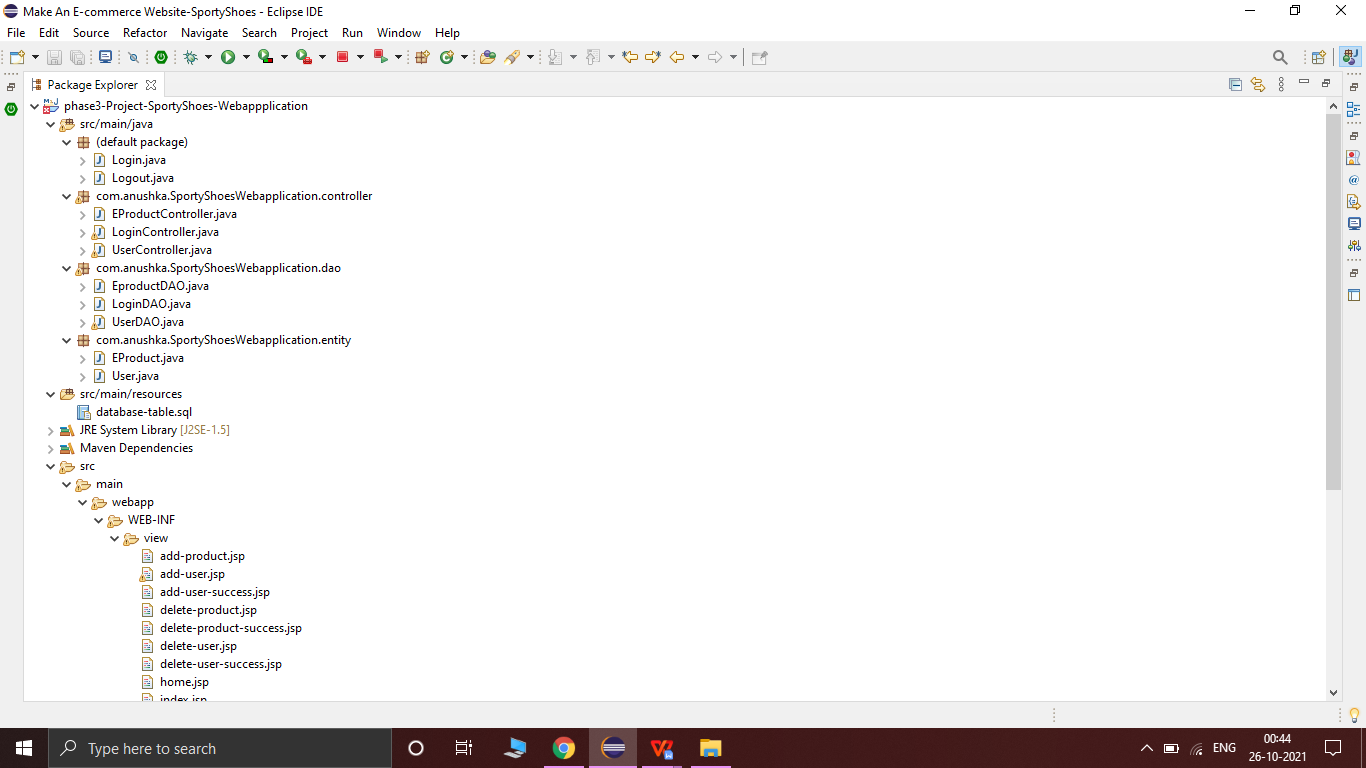 Make An E-commerce Website-SportyShoes - Eclipse IDE
File Edit Source Refactor Navigate Search Project Run Window Help
Package Explorer
phase3-Project-SportyShoes-Webappplication
src/main/java
(default package)
Login.java
Logout.java
com.anushka.SportyShoesWebapplication.controller
EProductController.java
LoginController.java
UserController.java
com.anushka.SportyShoesWebapplication.dao
EproductDAO.java
LoginDAO.java
UserDAO.java
com.anushka.SportyShoesWebapplication.entity
EProduct.java
User.java
src/main/resources
database-table.sql
JRE System Library [J2SE-1.5]
Maven Dependencies
src
main
webapp
WEB-INF
view
add-product.jsp
add-user.jsp
add-user-success.jsp
delete-product.jsp
delete-product-success.jsp
delete-user.jsp
delete-user-success.jsp
home.jsp
index.jsp
Type here to search
ENG
00:44
26-10-2021